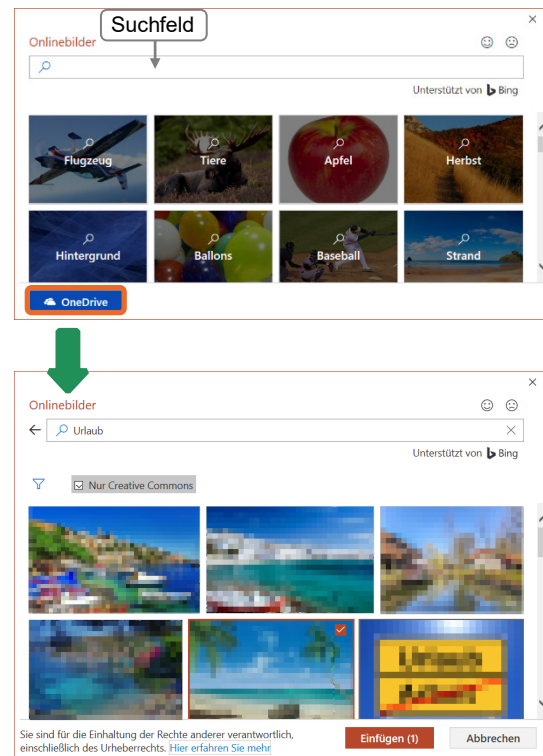 Suchfeld
Onlinebilder
Unterstützt von Bing
Flugzeug
Tiere
Apfel
Herbst
Hintergrund
Ballons
Baseball
Strand
OneDrive
Onlinebilder
Urlaub
Unterstützt von Bing
Nur Creative Commons
Sie sind für die Einhaltung der Rechte anderer verantwortlich,
einschließlich des Urheberrechts. Hier erfahren Sie mehr
Einfügen (1)
Abbrechen